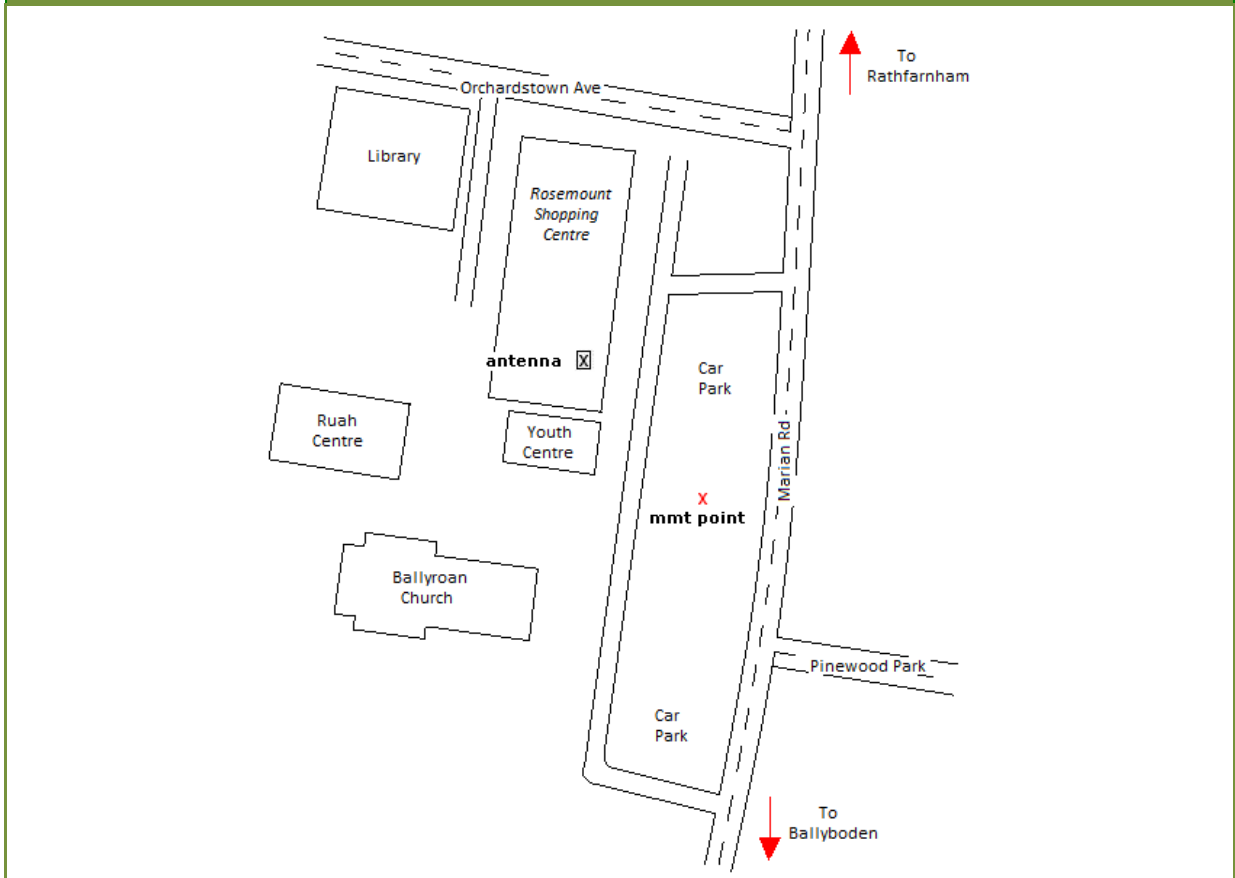 To
Rathfarnham
Orchardstown Ave
Library
Rosemount
Shopping
Centre
antenna X
Car
Park
Ruah
Centre
Youth
Centre
Marian Rd
X
mmt point
Ballyroan
Church
Pinewood Park
Car
Park
To
Ballyboden